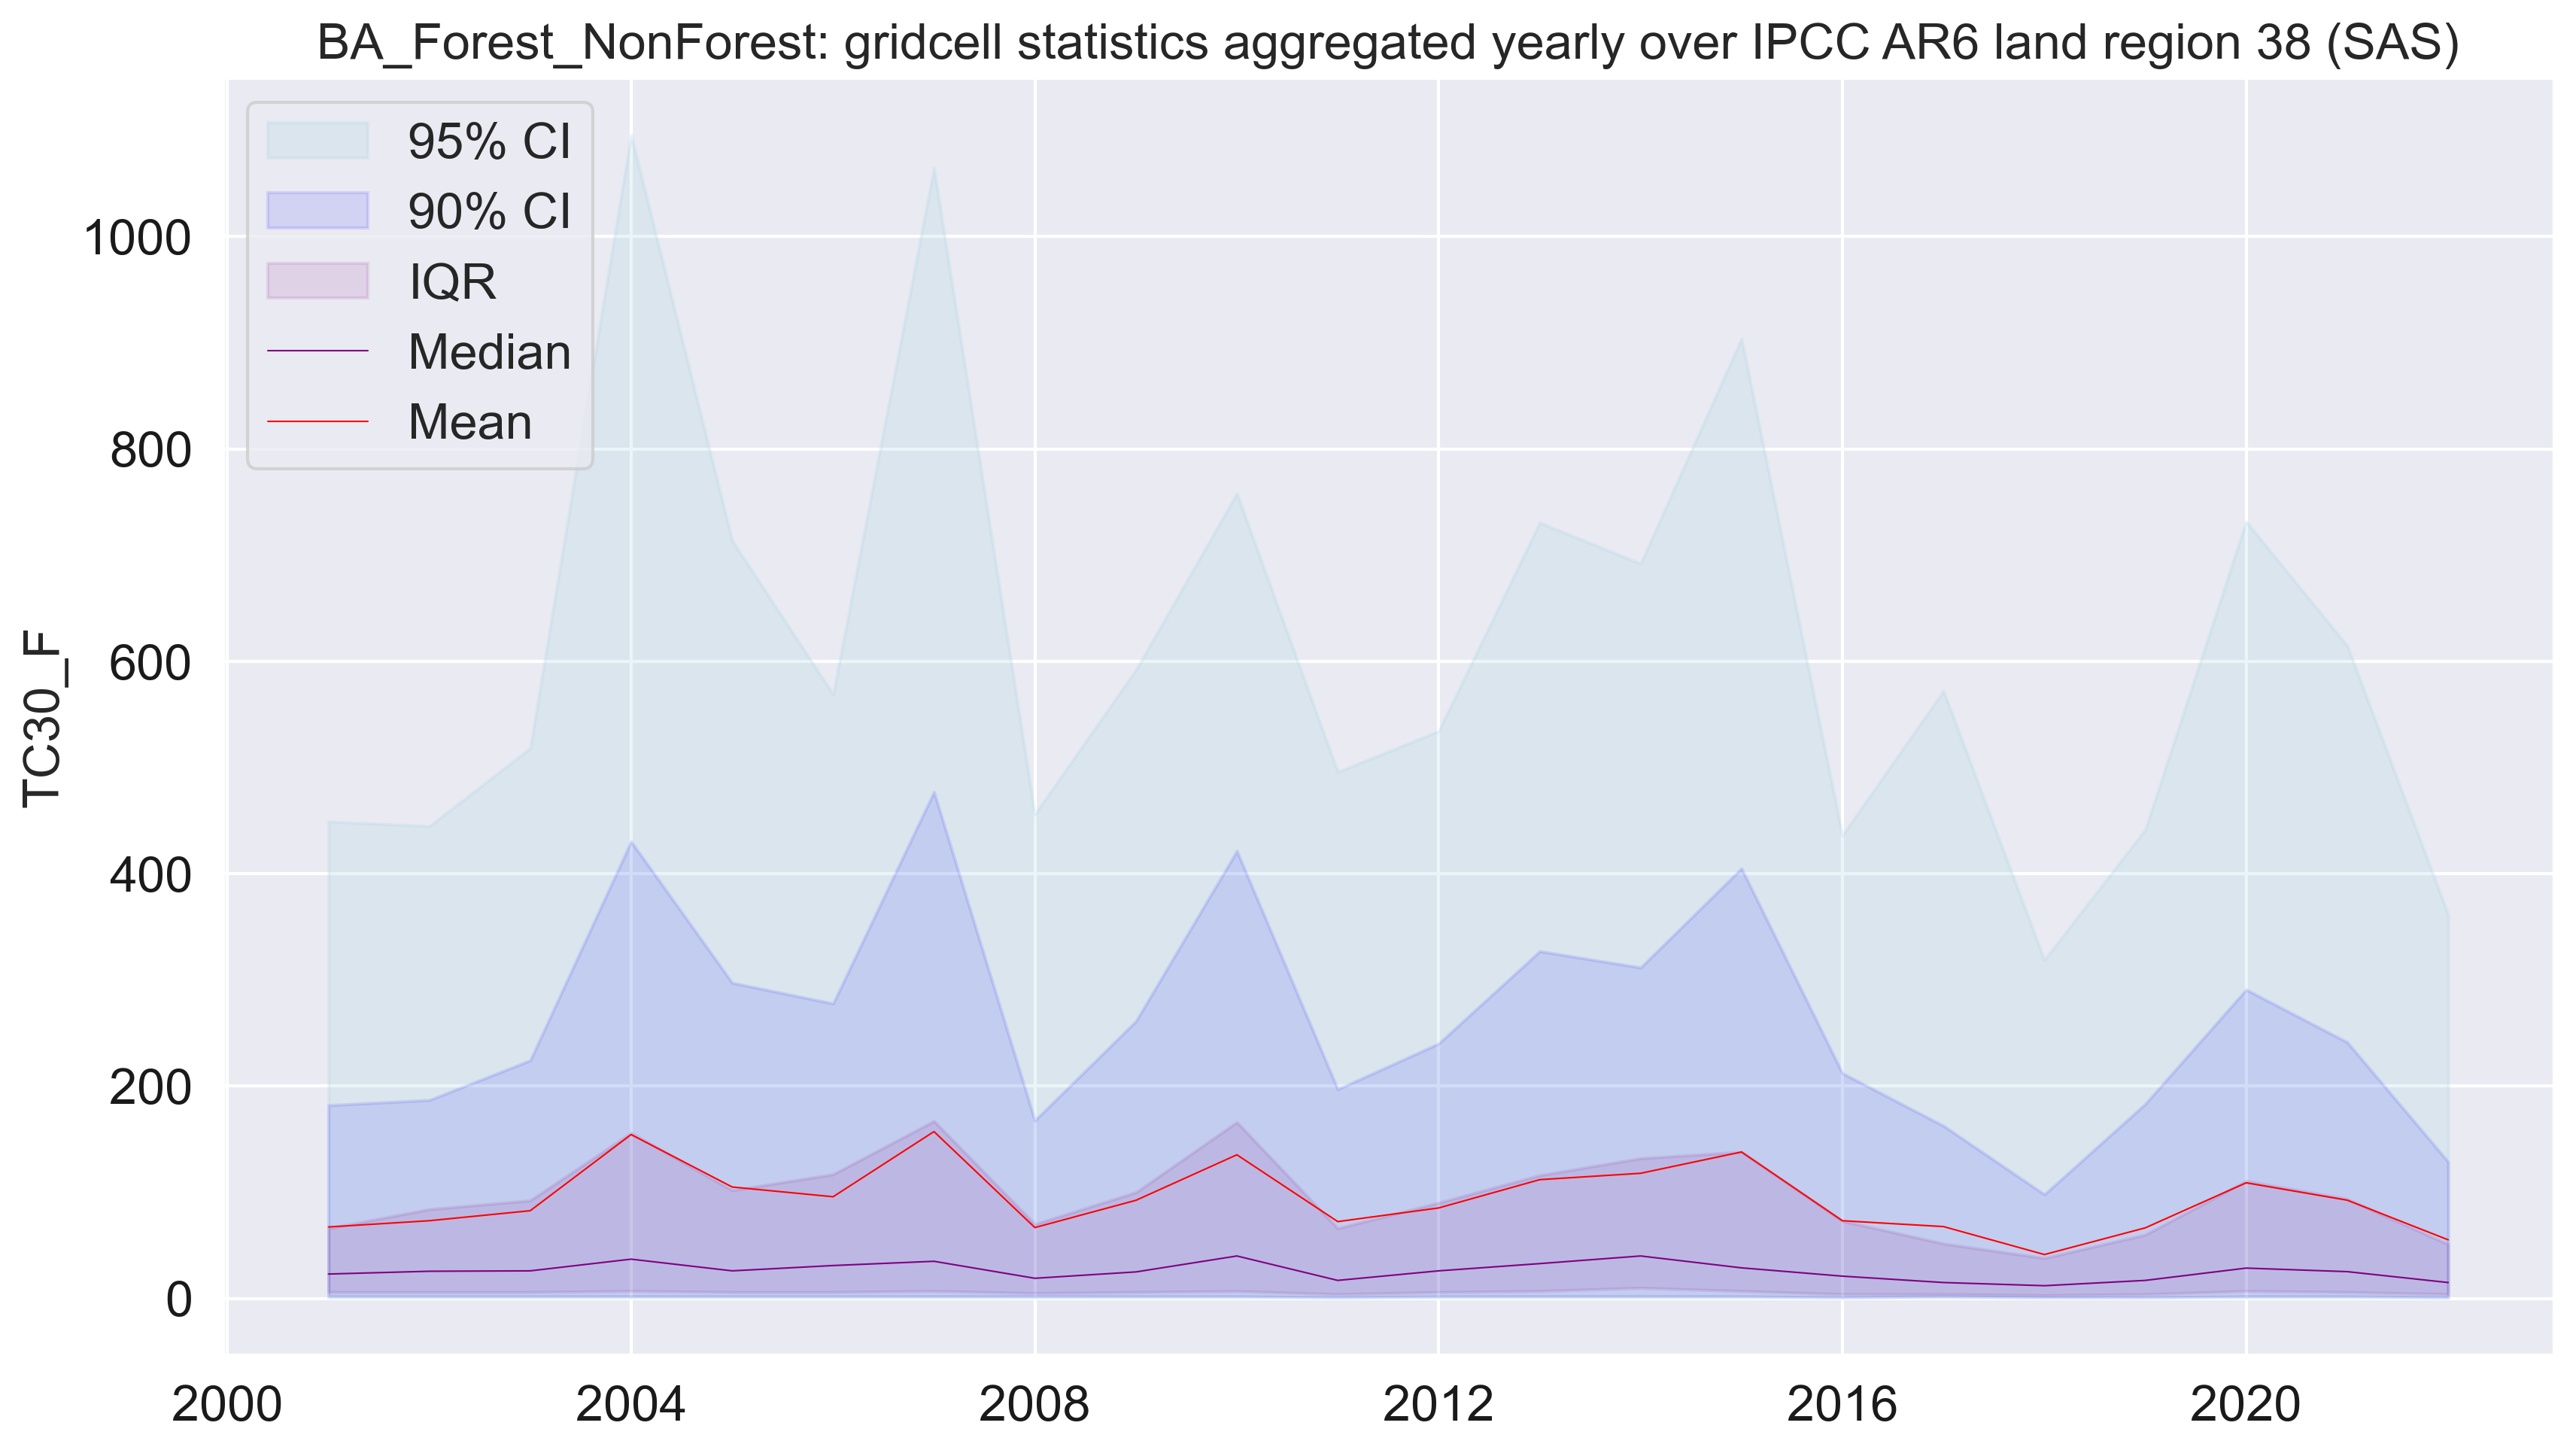 BA_Forest_NonForest: gridcell statistics aggregated yearly over IPCC AR6 land region 38 (SAS)
95% CI
90% CI
IQR
Median
Mean
TC30_F
1000
800
600
400
200
0
2000 2004 2008 2012 2016 2020